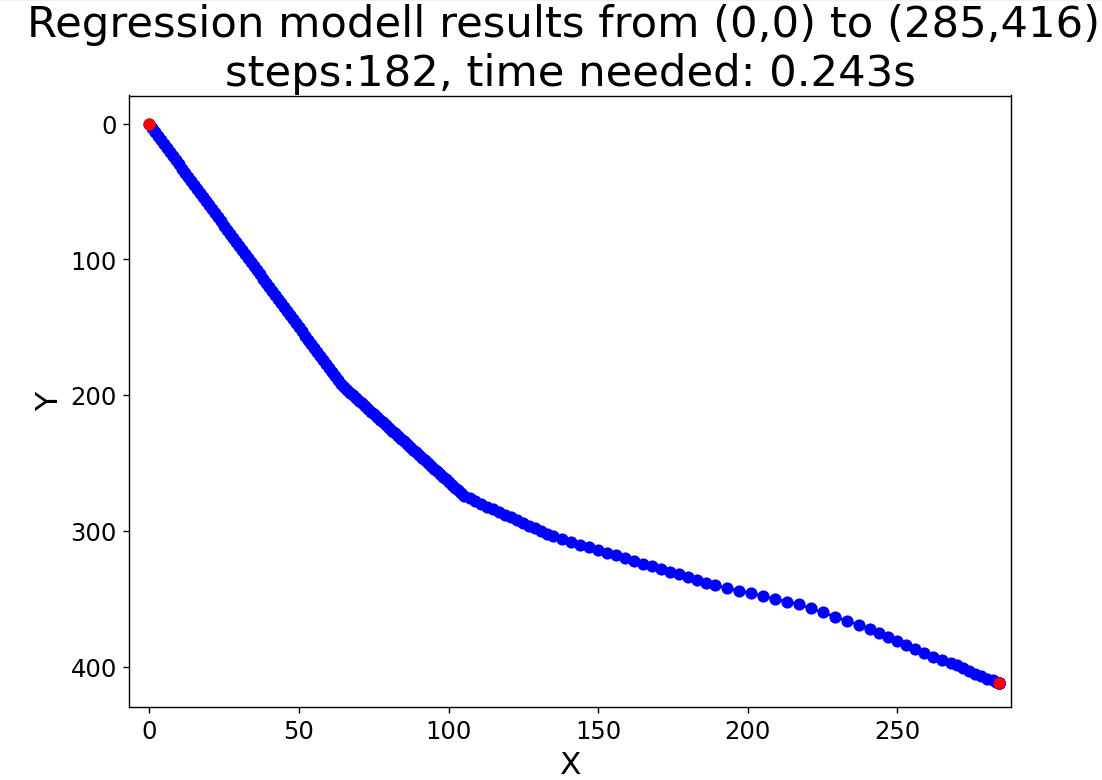 Regression modell results from (0,0) to (285,416)
steps:182, time needed: 0.243s
0
100
200
300
400
Y
0 50 100 150 200 250
X